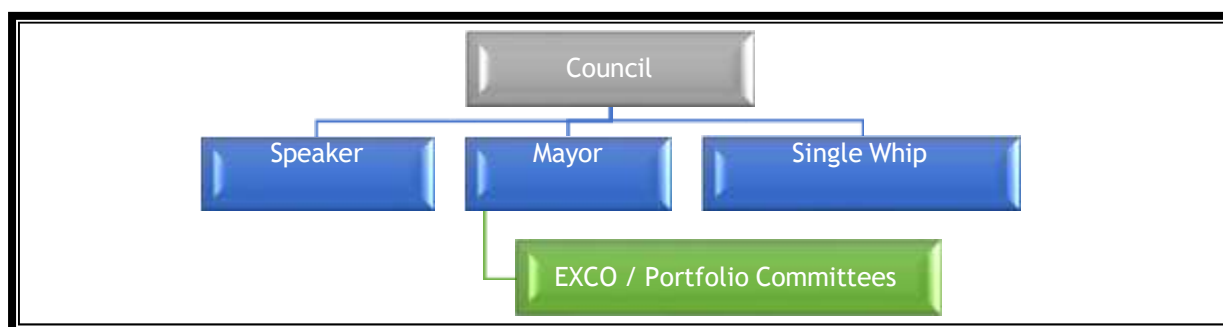 Council
Speaker
Mayor
Single Whip
EXCO / Portfolio Committees